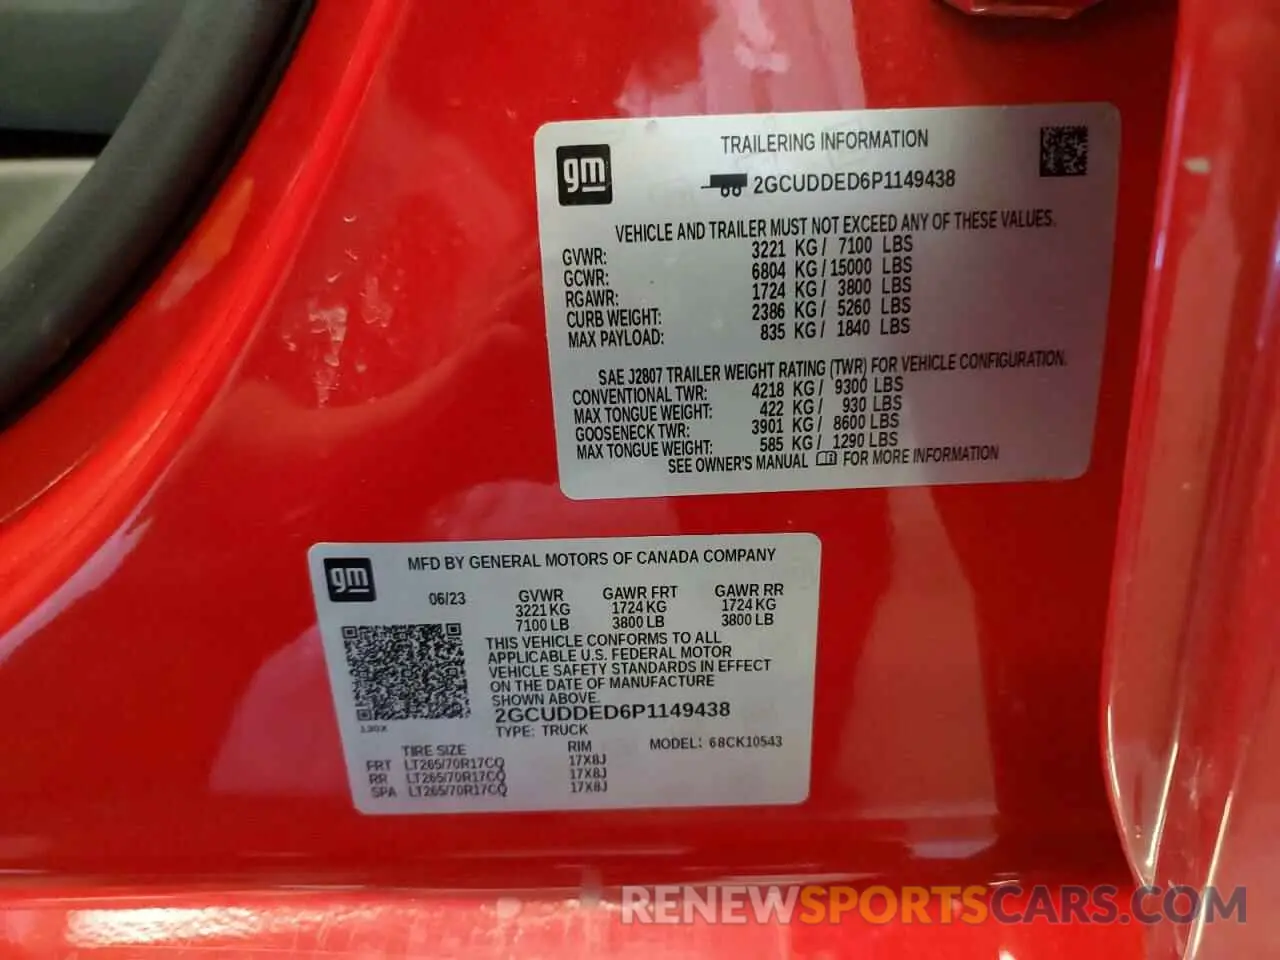 TRAILERING INFORMATION
gm
2GCUDDED6P1149438
VEHICLE AND TRAILER MUST NOT EXCEED ANY OF THESE VALUES.
GVWR: 3221 KG / 7100 LBS
GCWR: 6804 KG / 15000 LBS
RGAWR: 1724 KG / 3800 LBS
CURB WEIGHT: 2386 KG / 5260 LBS
MAX PAYLOAD: 835 KG / 1840 LBS
SAE J2807 TRAILER WEIGHT RATING (TWR) FOR VEHICLE CONFIGURATION.
CONVENTIONAL TWR: 4218 KG / 9300 LBS
MAX TONGUE WEIGHT: 422 KG / 930 LBS
GOOSENECK TWR: 3901 KG / 8600 LBS
MAX TONGUE WEIGHT: 585 KG / 1290 LBS
SEE OWNER'S MANUAL FOR MORE INFORMATION
gm
MFD BY GENERAL MOTORS OF CANADA COMPANY
06/23 GVWR GAWR FRT GAWR RR
3221 KG 1724 KG 1724 KG
7100 LB 3800 LB 3800 LB
THIS VEHICLE CONFORMS TO ALL
APPLICABLE U.S. FEDERAL MOTOR
VEHICLE SAFETY STANDARDS IN EFFECT
ON THE DATE OF MANUFACTURE
SHOWN ABOVE.
2GCUDDED6P1149438
TYPE: TRUCK
MODEL: 68CK10543
TIRE SIZE RIM
FRT LT265/70R17CQ 17X8J
RR LT265/70R17CQ 17X8J
SPA LT265/70R17CQ 17X8J
RENEWSPORTSCARS.COM